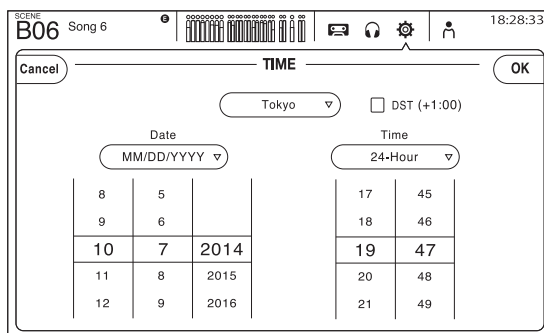 SCENE
B06 Song 6 E 18:28:33
Cancel TIME OK
Tokyo DST (+1:00)
Date Time
MM/DD/YYYY 24-Hour
8 5 17 45
9 6 18 46
10 7 2014 19 47
11 8 2015 20 48
12 9 2016 21 49